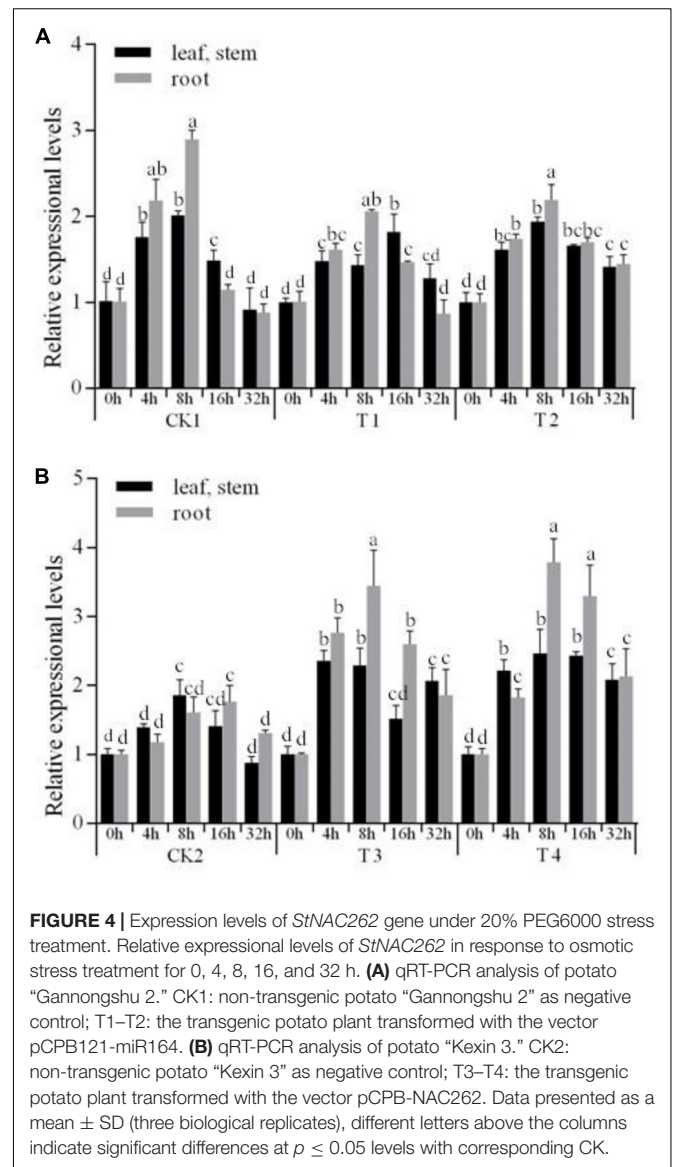 A
4
leaf, stem
root
3
2
1
0
Relative expressional levels
d d b ab b a c d d d d d c bc c ab b d cd d d d bc b b a bc bc c c
0h 4h 8h 16h 32h 0h 4h 8h 16h 32h 0h 4h 8h 16h 32h
CK1 T1 T2
B
5
leaf, stem
root
4
3
2
1
0
Relative expressional levels
d d d d c cd cd c d d d d b b b a cd b c c d d b c b a b a c c
0h 4h 8h 16h 32h 0h 4h 8h 16h 32h 0h 4h 8h 16h 32h
CK2 T3 T4
FIGURE 4 | Expression levels of StNAC262 gene under 20% PEG6000 stress
treatment. Relative expressional levels of StNAC262 in response to osmotic
stress treatment for 0, 4, 8, 16, and 32 h. (A) qRT-PCR analysis of potato
“Gannongshu 2.” CK1: non-transgenic potato “Gannongshu 2” as negative
control; T1–T2: the transgenic potato plant transformed with the vector
pCPB121-miR164. (B) qRT-PCR analysis of potato “Kexin 3.” CK2:
non-transgenic potato “Kexin 3” as negative control; T3–T4: the transgenic
potato plant transformed with the vector pCPB-NAC262. Data presented as a
mean ± SD (three biological replicates), different letters above the columns
indicate significant differences at p ≤ 0.05 levels with corresponding CK.